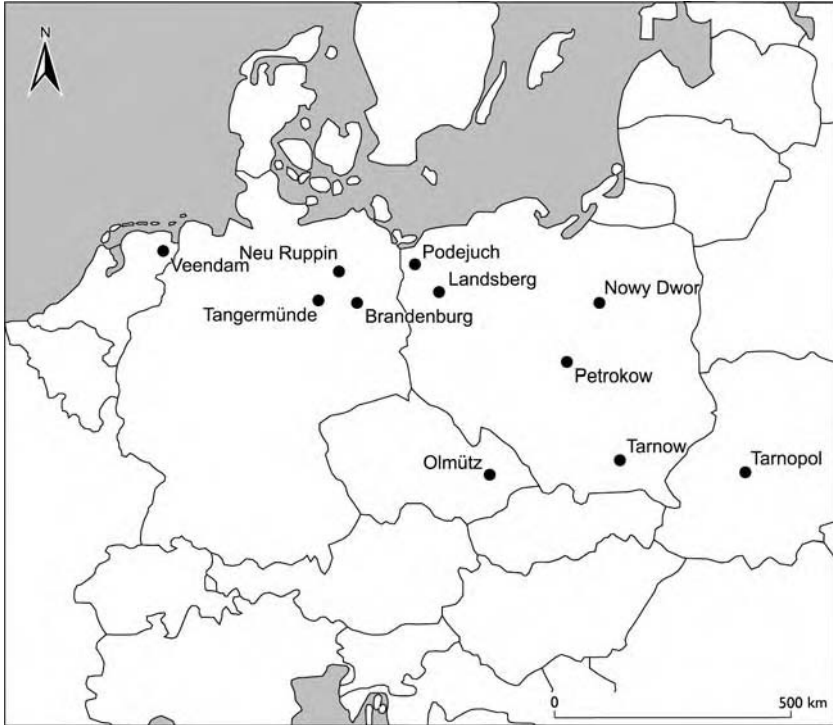 N
Veendam
Neu Ruppin
Podejuch
Landsberg
Nowy Dwor
Tangermünde
Brandenburg
Petrokow
Olmütz
Tarnow
Tarnopol
0
500 km